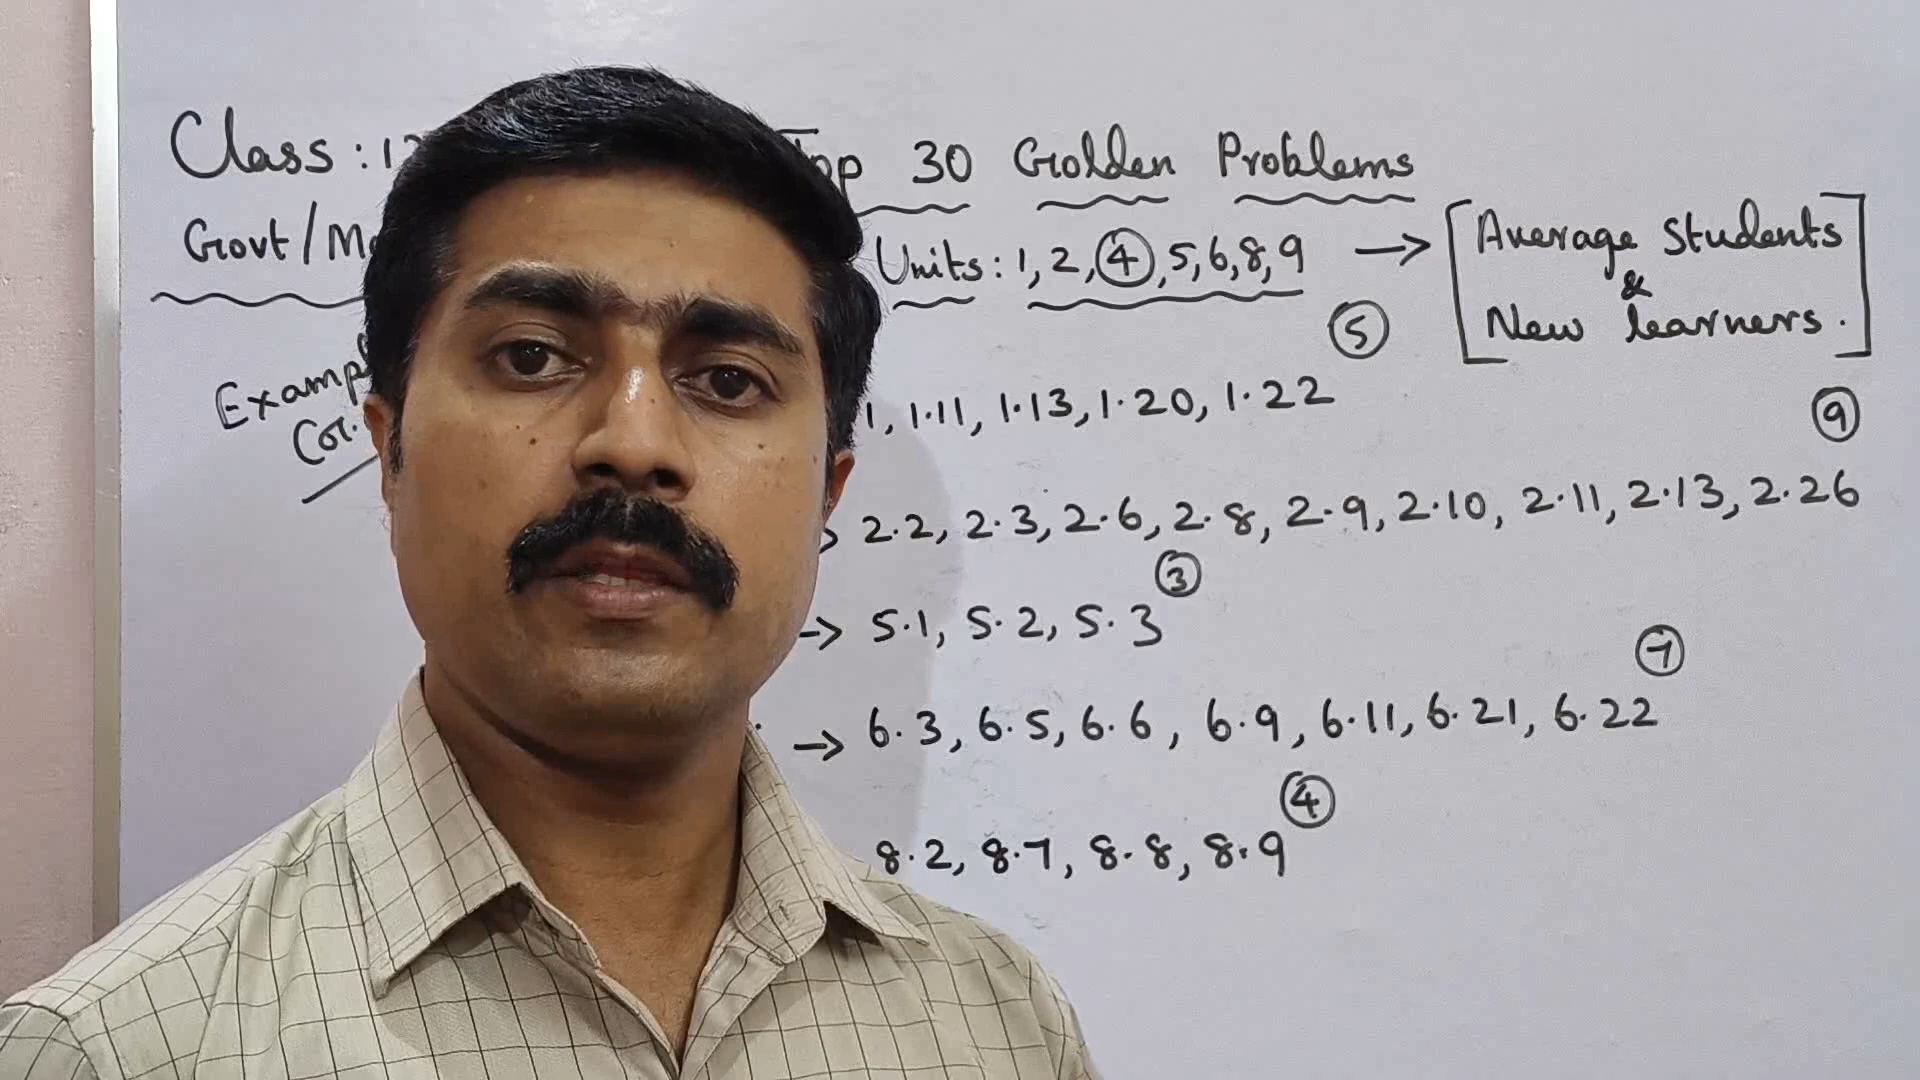 Class : 12 Top 30 Golden Problems
Govt / Units : 1, 2, ④, 5, 6, 8, 9 → [Average Students
&
New learners.]
⑤
Cor. 1, 1.11, 1.13, 1.20, 1.22
⑨
2.2, 2.3, 2.6, 2.8, 2.9, 2.10, 2.11, 2.13, 2.26
③
→ 5.1, 5.2, 5.3
⑦
→ 6.3, 6.5, 6.6, 6.9, 6.11, 6.21, 6.22
④
8.2, 8.7, 8.8, 8.9